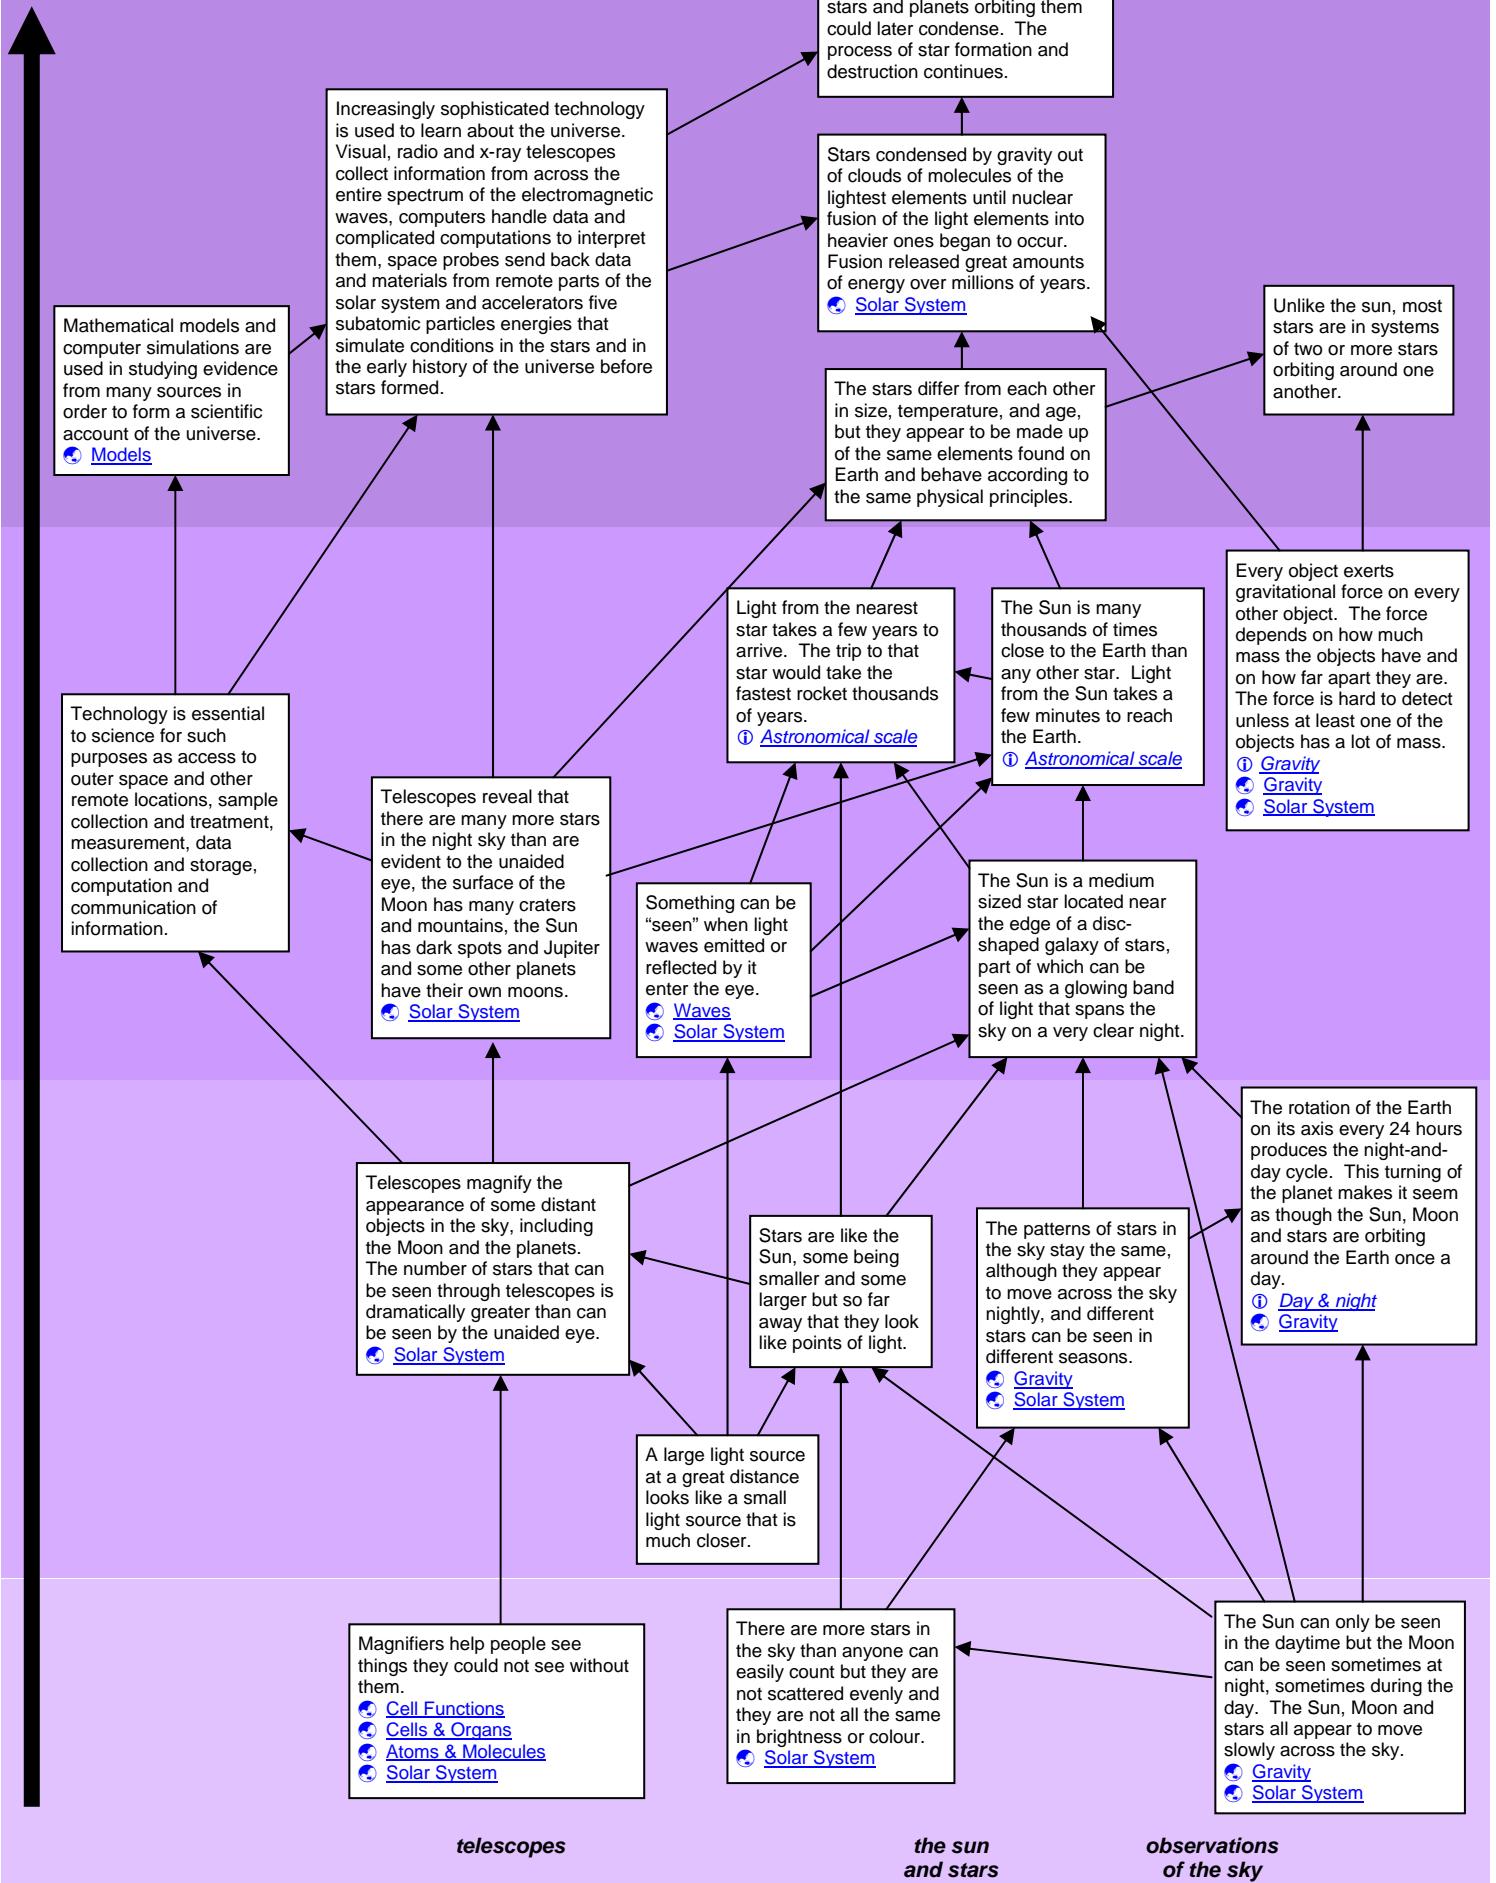 stars and planets orbiting them
could later condense. The
process of star formation and
destruction continues.
Increasingly sophisticated technology
is used to learn about the universe.
Visual, radio and x-ray telescopes
collect information from across the
entire spectrum of the electromagnetic
waves, computers handle data and
complicated computations to interpret
them, space probes send back data
and materials from remote parts of the
solar system and accelerators five
subatomic particles energies that
simulate conditions in the stars and in
the early history of the universe before
stars formed.
Stars condensed by gravity out
of clouds of molecules of the
lightest elements until nuclear
fusion of the light elements into
heavier ones began to occur.
Fusion released great amounts
of energy over millions of years.
Solar System
Unlike the sun, most
stars are in systems
of two or more stars
orbiting around one
another.
Mathematical models and
computer simulations are
used in studying evidence
from many sources in
order to form a scientific
account of the universe.
Models
The stars differ from each other
in size, temperature, and age,
but they appear to be made up
of the same elements found on
Earth and behave according to
the same physical principles.
Every object exerts
gravitational force on every
other object. The force
depends on how much
mass the objects have and
on how far apart they are.
The force is hard to detect
unless at least one of the
objects has a lot of mass.
Gravity
Gravity
Solar System
Light from the nearest
star takes a few years to
arrive. The trip to that
star would take the
fastest rocket thousands
of years.
Astronomical scale
The Sun is many
thousands of times
close to the Earth than
any other star. Light
from the Sun takes a
few minutes to reach
the Earth.
Astronomical scale
Technology is essential
to science for such
purposes as access to
outer space and other
remote locations, sample
collection and treatment,
measurement, data
collection and storage,
computation and
communication of
information.
Telescopes reveal that
there are many more stars
in the night sky than are
evident to the unaided
eye, the surface of the
Moon has many craters
and mountains, the Sun
has dark spots and Jupiter
and some other planets
have their own moons.
Solar System
Something can be
“seen” when light
waves emitted or
reflected by it
enter the eye.
Waves
Solar System
The Sun is a medium
sized star located near
the edge of a disc-
shaped galaxy of stars,
part of which can be
seen as a glowing band
of light that spans the
sky on a very clear night.
The rotation of the Earth
on its axis every 24 hours
produces the night-and-
day cycle. This turning of
the planet makes it seem
as though the Sun, Moon
and stars are orbiting
around the Earth once a
day.
Day & night
Gravity
Telescopes magnify the
appearance of some distant
objects in the sky, including
the Moon and the planets.
The number of stars that can
be seen through telescopes is
dramatically greater than can
be seen by the unaided eye.
Solar System
Stars are like the
Sun, some being
smaller and some
larger but so far
away that they look
like points of light.
The patterns of stars in
the sky stay the same,
although they appear
to move across the sky
nightly, and different
stars can be seen in
different seasons.
Gravity
Solar System
A large light source
at a great distance
looks like a small
light source that is
much closer.
Magnifiers help people see
things they could not see without
them.
Cell Functions
Cells & Organs
Atoms & Molecules
Solar System
There are more stars in
the sky than anyone can
easily count but they are
not scattered evenly and
they are not all the same
in brightness or colour.
Solar System
The Sun can only be seen
in the daytime but the Moon
can be seen sometimes at
night, sometimes during the
day. The Sun, Moon and
stars all appear to move
slowly across the sky.
Gravity
Solar System
telescopes
the sun
and stars
observations
of the sky